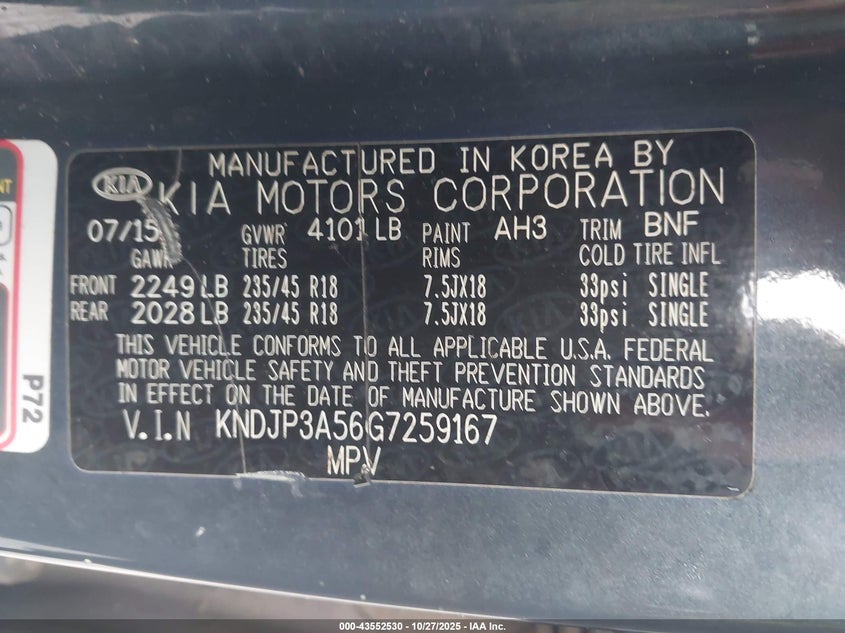 MANUFACTURED IN KOREA BY
KIA
KIA MOTORS CORPORATION
07/15 GVWR 4101 LB PAINT AH3 TRIM BNF
GAWR TIRES RIMS COLD TIRE INFL
FRONT 2249 LB 235/45 R18 7.5JX18 33psi SINGLE
REAR 2028 LB 235/45 R18 7.5JX18 33psi SINGLE
THIS VEHICLE CONFORMS TO ALL APPLICABLE U.S.A. FEDERAL
MOTOR VEHICLE SAFETY AND THEFT PREVENTION STANDARDS
IN EFFECT ON THE DATE OF MANUFACTURE SHOWN ABOVE.
V.I.N KNDJP3A56G7259167
MPV
P72
000-43552530 | 10/27/2025 - IAA Inc.